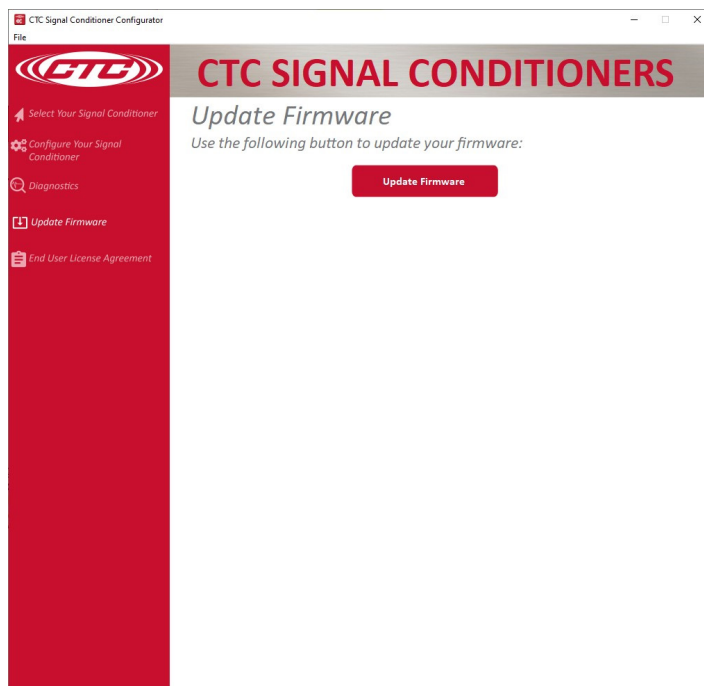 CTC Signal Conditioner Configurator
File
CTC
CTC SIGNAL CONDITIONERS
Select Your Signal Conditioner
Configure Your Signal
Conditioner
Diagnostics
Update Firmware
End User License Agreement
Update Firmware
Use the following button to update your firmware:
Update Firmware